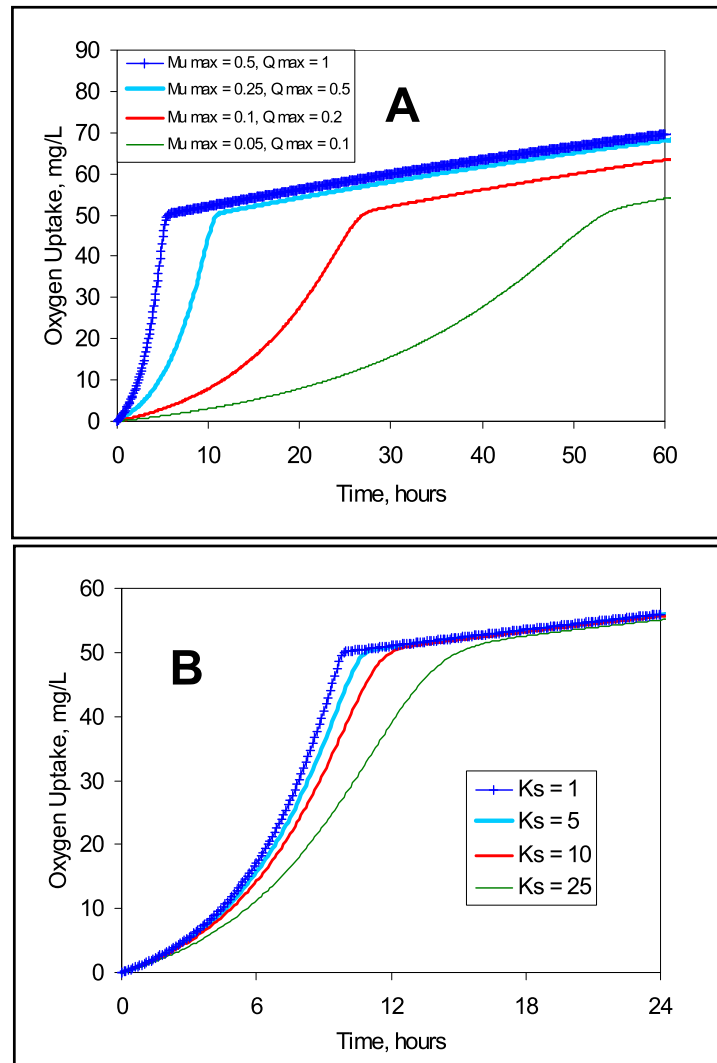 90
80
70
60
50
40
30
20
10
0
Oxygen Uptake, mg/L
Mu max = 0.5, Q max = 1
Mu max = 0.25, Q max = 0.5
Mu max = 0.1, Q max = 0.2
Mu max = 0.05, Q max = 0.1
A
0 10 20 30 40 50 60
Time, hours
60
50
40
30
20
10
0
Oxygen Uptake, mg/L
B
Ks = 1
Ks = 5
Ks = 10
Ks = 25
0 6 12 18 24
Time, hours